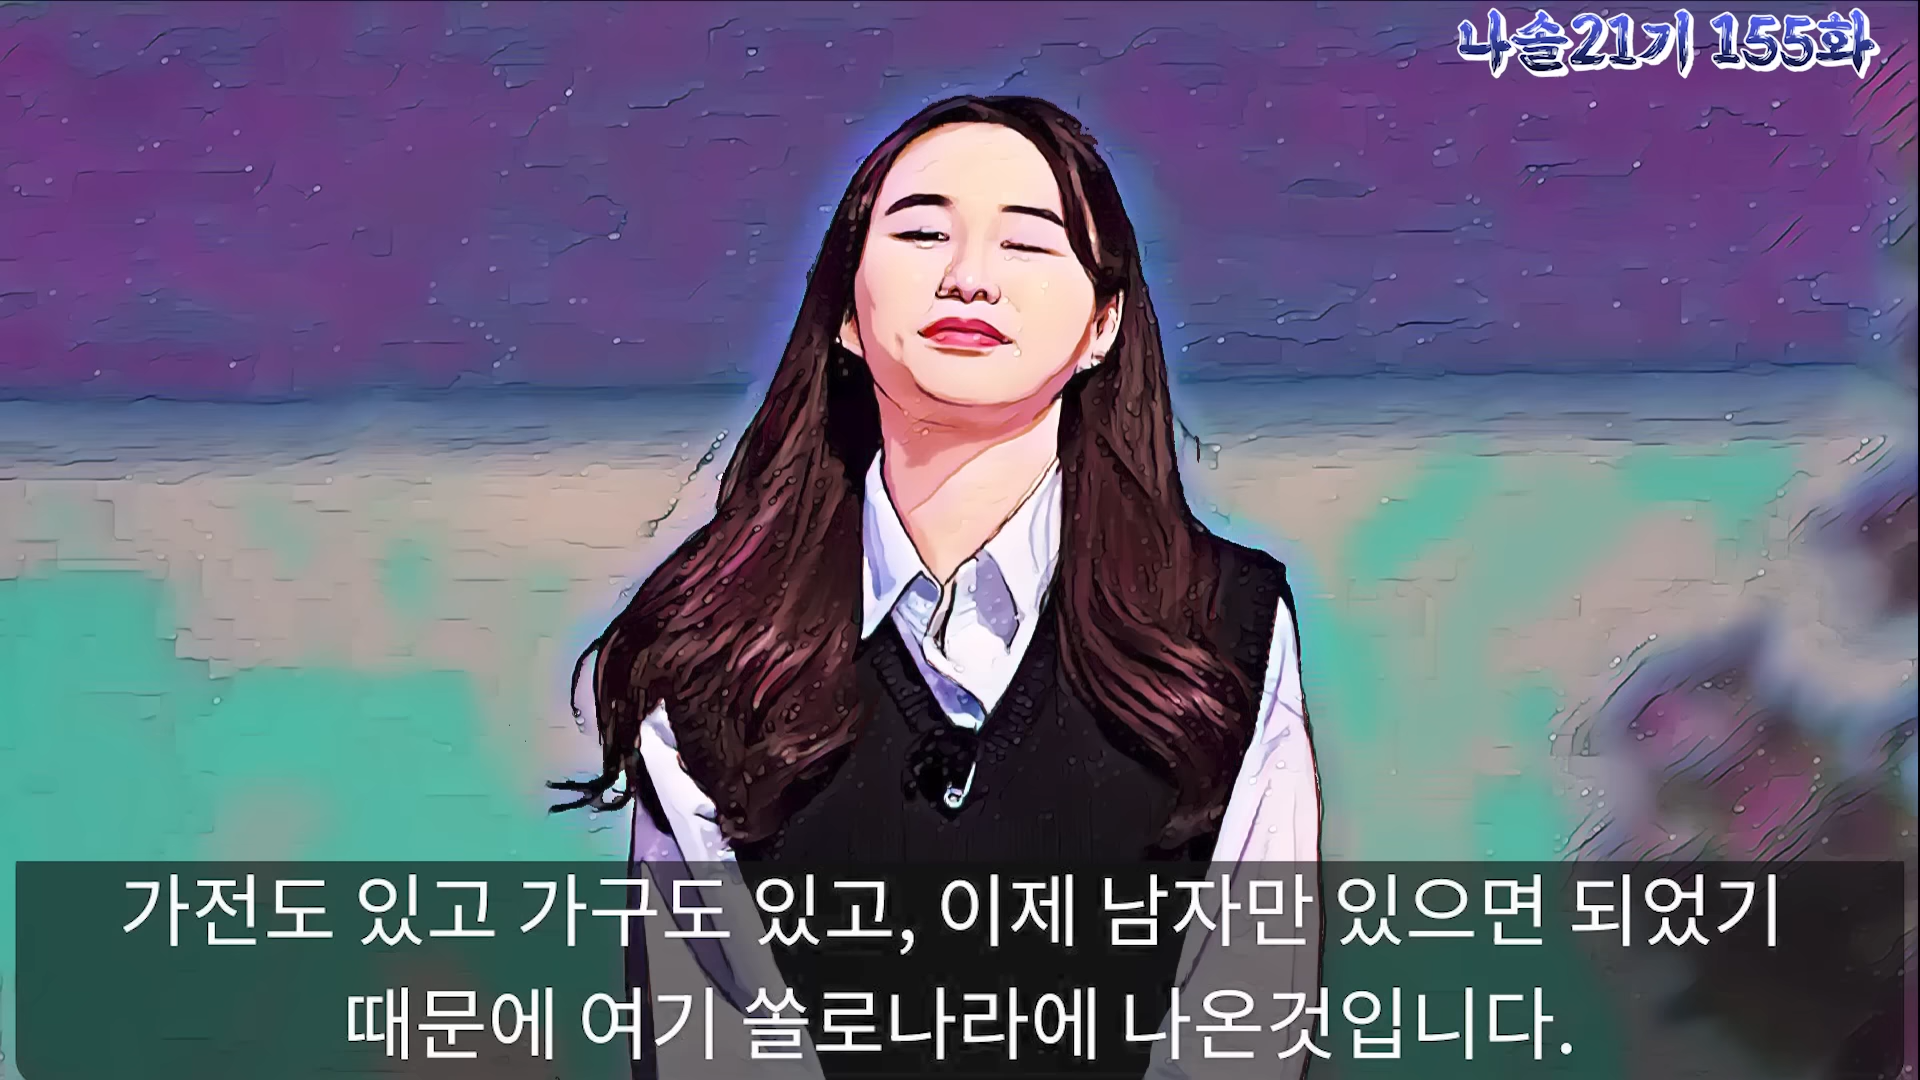 나솔21기 155화
가전도 있고 가구도 있고, 이제 남자만 있으면 되었기
때문에 여기 쏠로나라에 나온것입니다.